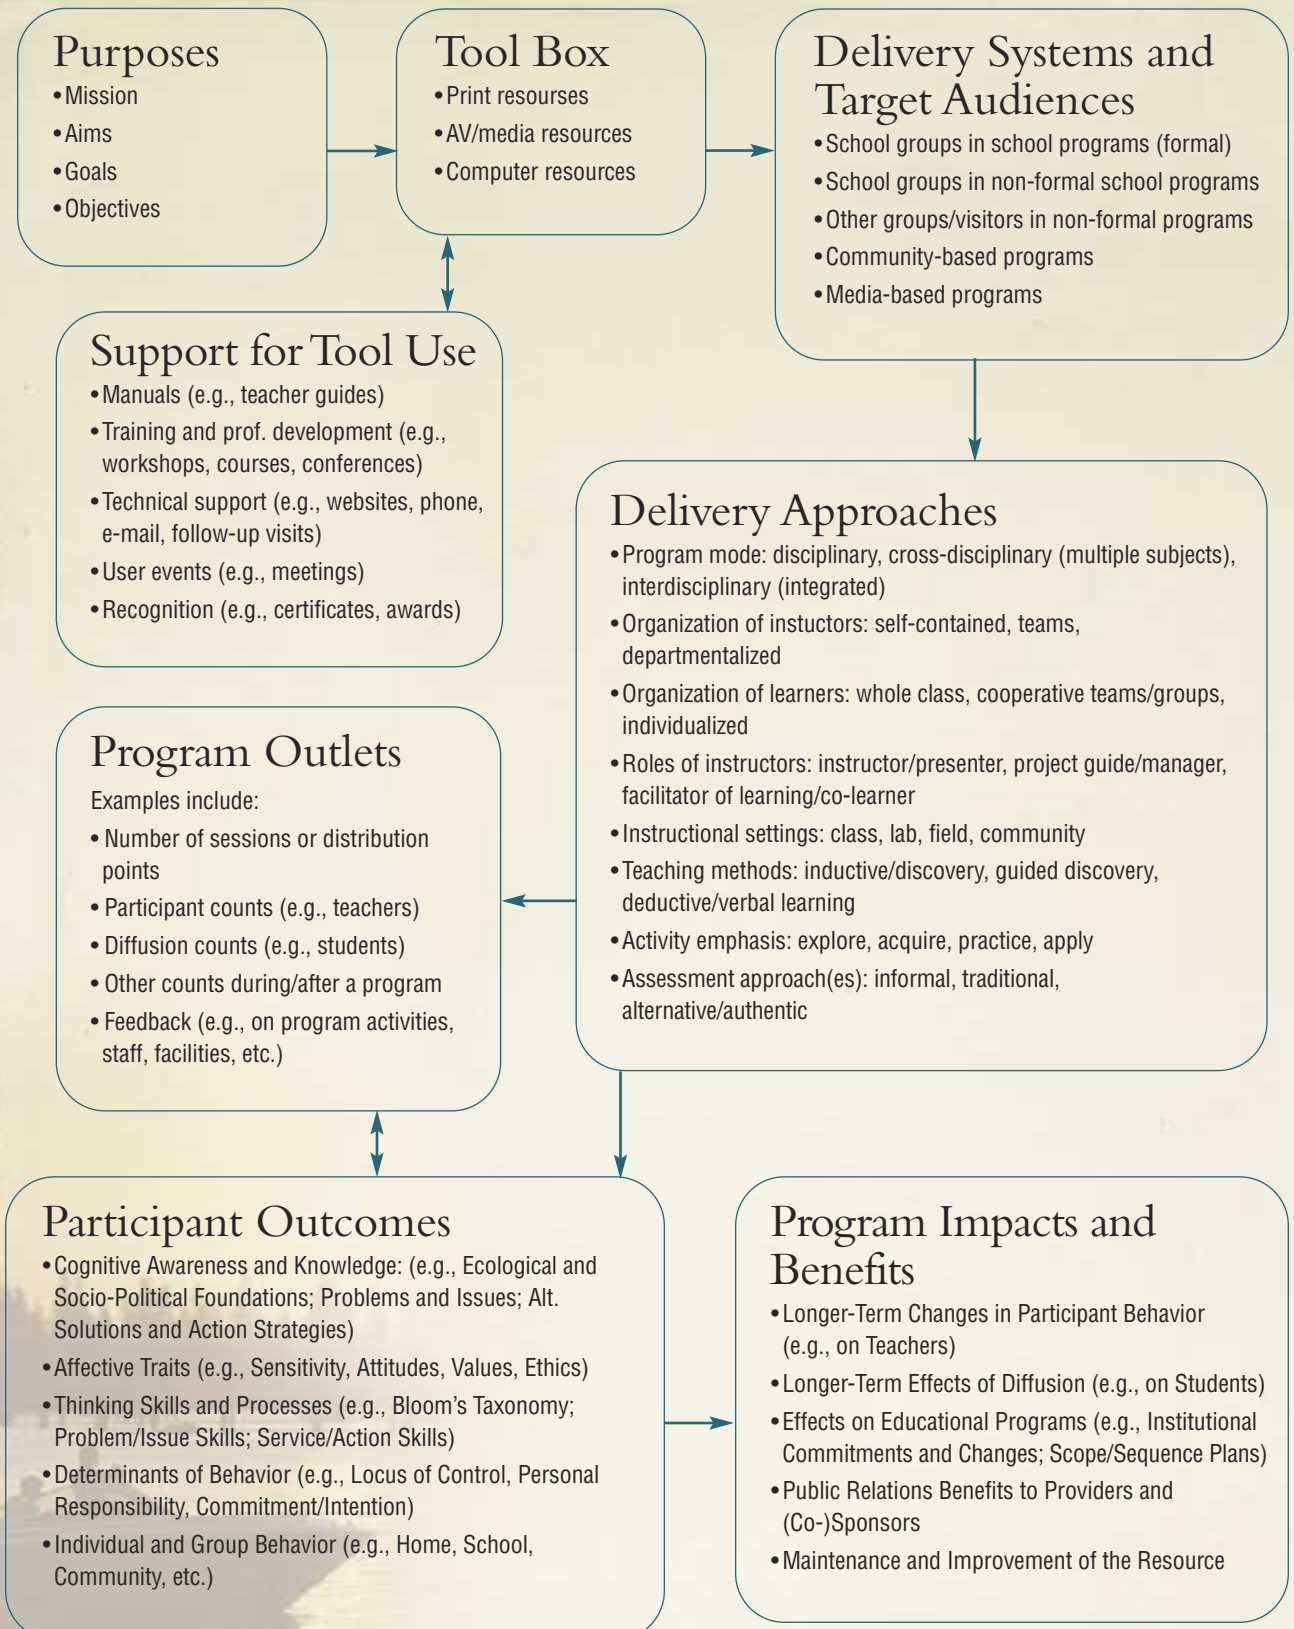 Purposes
•Mission
•Aims
•Goals
•Objectives
Tool Box
•Print resourses
•AV/media resources
•Computer resources
Delivery Systems and
Target Audiences
•School groups in school programs (formal)
•School groups in non-formal school programs
•Other groups/visitors in non-formal programs
•Community-based programs
•Media-based programs
Support for Tool Use
•Manuals (e.g., teacher guides)
•Training and prof. development (e.g.,
workshops, courses, conferences)
•Technical support (e.g., websites, phone,
e-mail, follow-up visits)
•User events (e.g., meetings)
•Recognition (e.g., certificates, awards)
Delivery Approaches
•Program mode: disciplinary, cross-disciplinary (multiple subjects),
interdisciplinary (integrated)
•Organization of instuctors: self-contained, teams,
departmentalized
•Organization of learners: whole class, cooperative teams/groups,
individualized
•Roles of instructors: instructor/presenter, project guide/manager,
facilitator of learning/co-learner
•Instructional settings: class, lab, field, community
•Teaching methods: inductive/discovery, guided discovery,
deductive/verbal learning
•Activity emphasis: explore, acquire, practice, apply
•Assessment approach(es): informal, traditional,
alternative/authentic
Program Outlets
Examples include:
• Number of sessions or distribution
points
• Participant counts (e.g., teachers)
• Diffusion counts (e.g., students)
• Other counts during/after a program
• Feedback (e.g., on program activities,
staff, facilities, etc.)
Participant Outcomes
•Cognitive Awareness and Knowledge: (e.g., Ecological and
Socio-Political Foundations; Problems and Issues; Alt.
Solutions and Action Strategies)
•Affective Traits (e.g., Sensitivity, Attitudes, Values, Ethics)
•Thinking Skills and Processes (e.g., Bloom's Taxonomy;
Problem/Issue Skills; Service/Action Skills)
•Determinants of Behavior (e.g., Locus of Control, Personal
Responsibility, Commitment/Intention)
•Individual and Group Behavior (e.g., Home, School,
Community, etc.)
Program Impacts and
Benefits
•Longer-Term Changes in Participant Behavior
(e.g., on Teachers)
•Longer-Term Effects of Diffusion (e.g., on Students)
•Effects on Educational Programs (e.g., Institutional
Commitments and Changes; Scope/Sequence Plans)
•Public Relations Benefits to Providers and
(Co-)Sponsors
•Maintenance and Improvement of the Resource